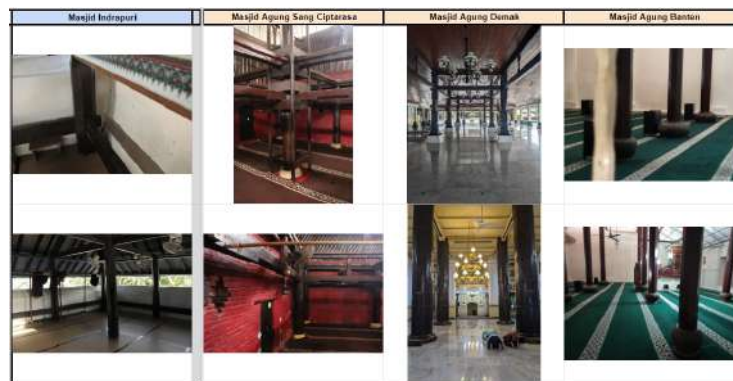 Masjid Indrapuri
Masjid Agung Sang Ciptarasa
Masjid Agung Demak
Masjid Agung Banten